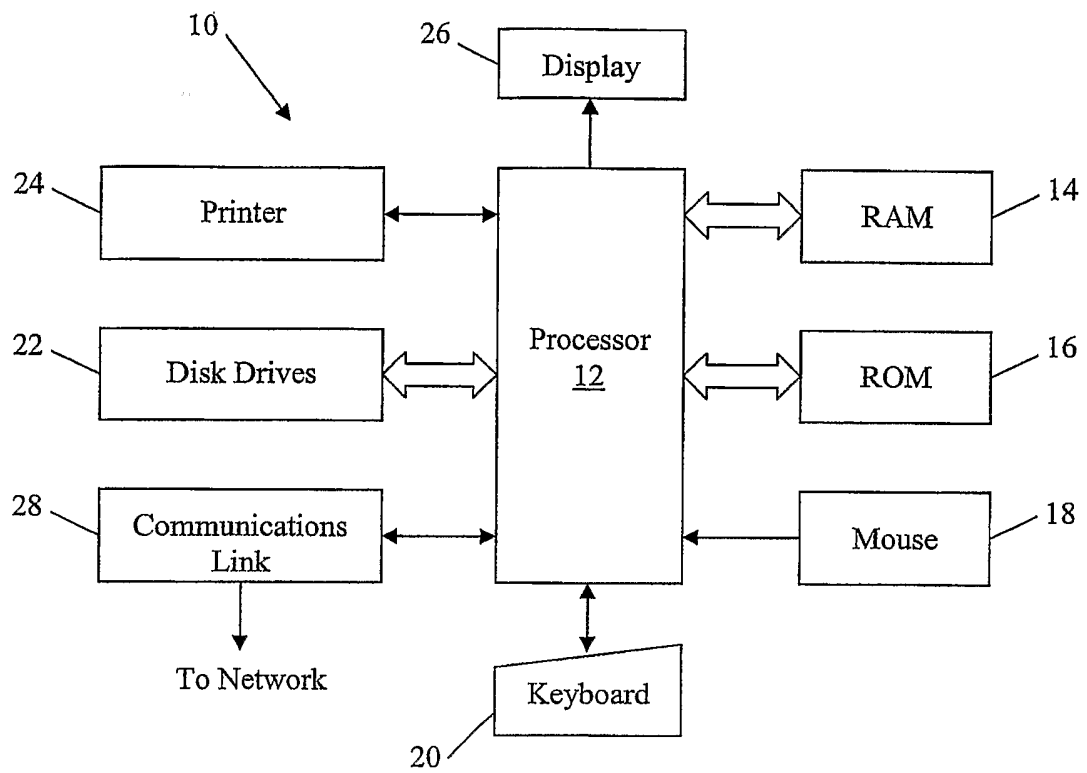 10
26
Display
24
Printer
14
RAM
22
Disk Drives
Processor
12
16
ROM
28
Communications
Link
18
Mouse
To Network
Keyboard
20